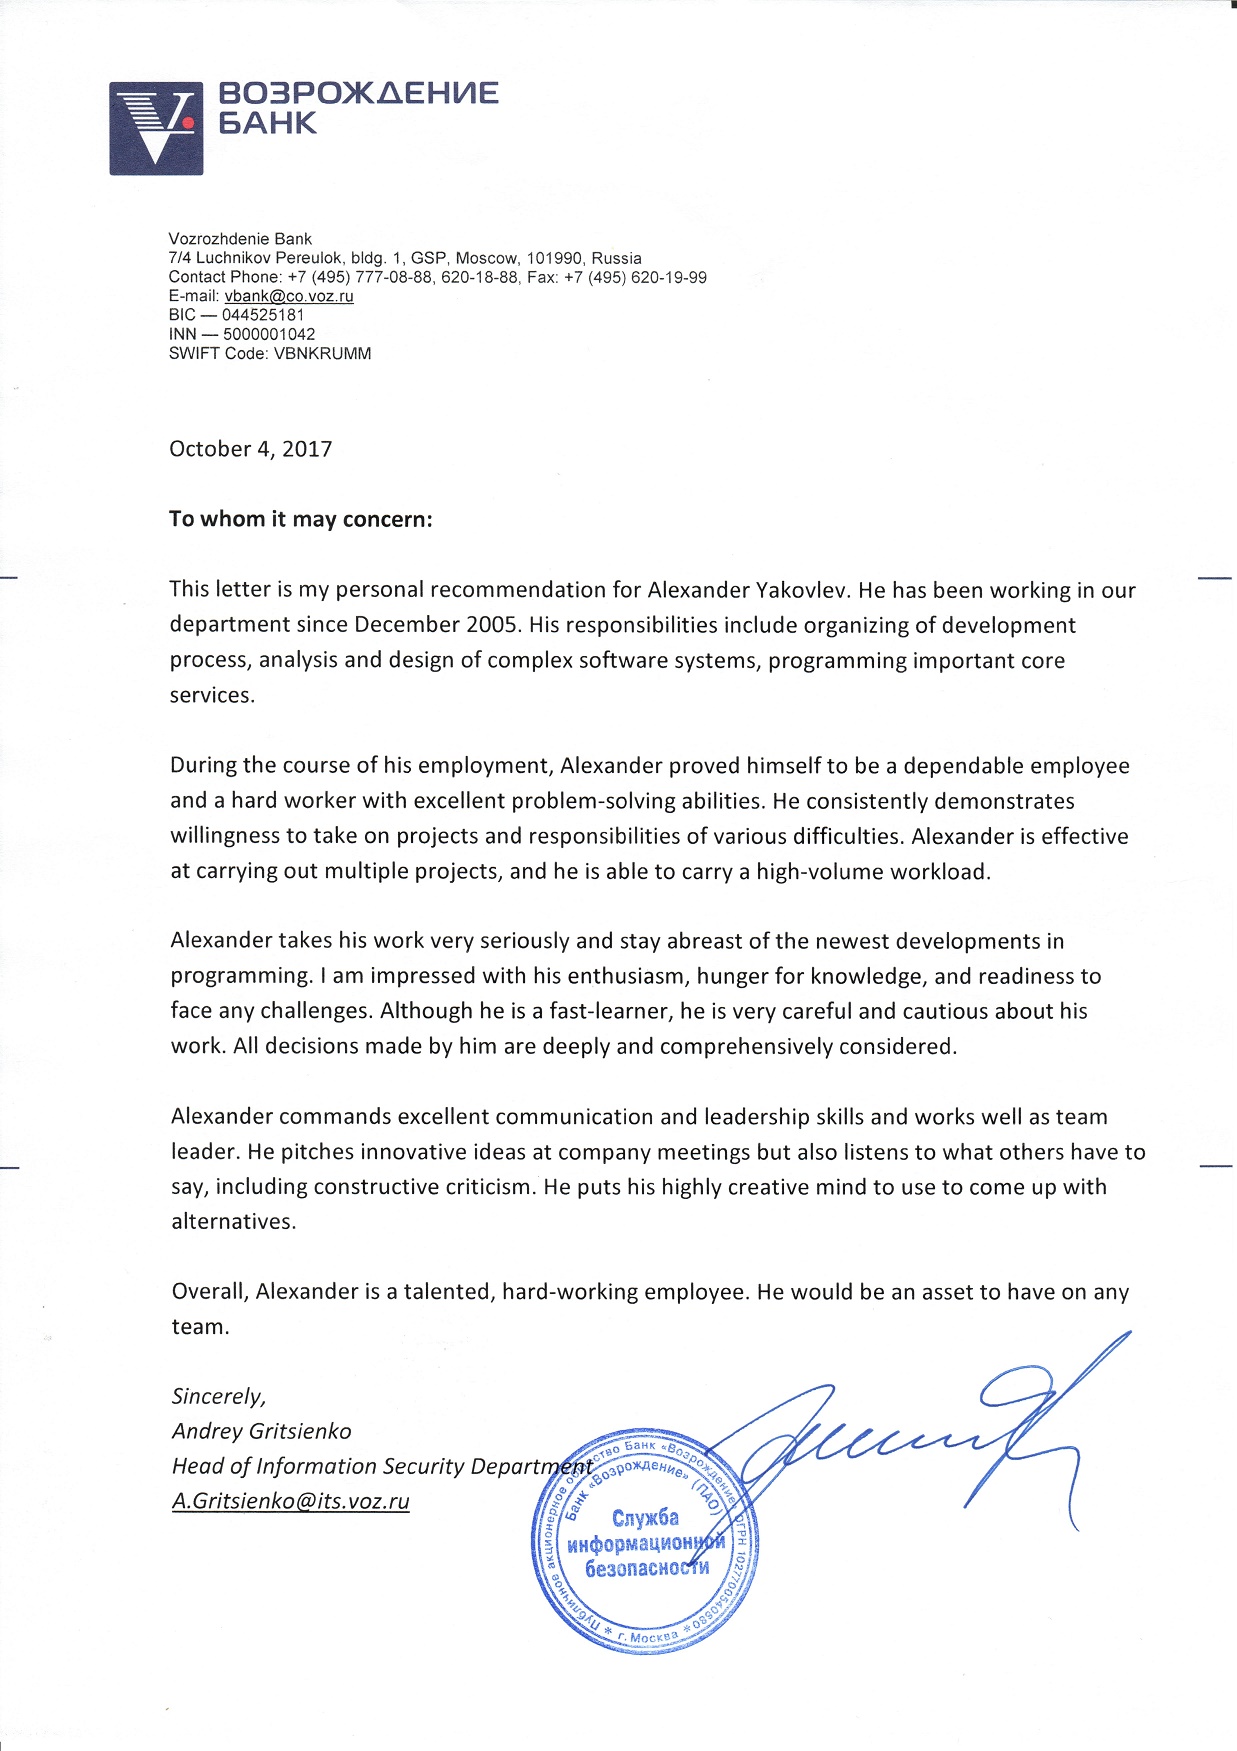 ВОЗРОЖДЕНИЕ
БАНК
Vozrozhdenie Bank
7/4 Luchnikov Pereulok, bldg. 1, GSP, Moscow, 101990, Russia
Contact Phone: +7 (495) 777-08-88, 620-18-88, Fax: +7 (495) 620-19-99
E-mail: vbank@co.voz.ru
BIC — 044525181
INN — 5000001042
SWIFT Code: VBNKRUMM
October 4, 2017
To whom it may concern:
This letter is my personal recommendation for Alexander Yakovlev. He has been working in our
department since December 2005. His responsibilities include organizing of development
process, analysis and design of complex software systems, programming important core
services.
During the course of his employment, Alexander proved himself to be a dependable employee
and a hard worker with excellent problem-solving abilities. He consistently demonstrates
willingness to take on projects and responsibilities of various difficulties. Alexander is effective
at carrying out multiple projects, and he is able to carry a high-volume workload.
Alexander takes his work very seriously and stay abreast of the newest developments in
programming. I am impressed with his enthusiasm, hunger for knowledge, and readiness to
face any challenges. Although he is a fast-learner, he is very careful and cautious about his
work. All decisions made by him are deeply and comprehensively considered.
Alexander commands excellent communication and leadership skills and works well as team
leader. He pitches innovative ideas at company meetings but also listens to what others have to
say, including constructive criticism. He puts his highly creative mind to use to come up with
alternatives.
Overall, Alexander is a talented, hard-working employee. He would be an asset to have on any
team.
Sincerely,
Andrey Gritsienko
Head of Information Security Department
A.Gritsienko@its.voz.ru
Публичное акционерное общество Банк «Возрождение» ОГРН 1027700540680
* г. Москва *
Банк «Возрождение» (ПАО)
Служба
информационной
безопасности